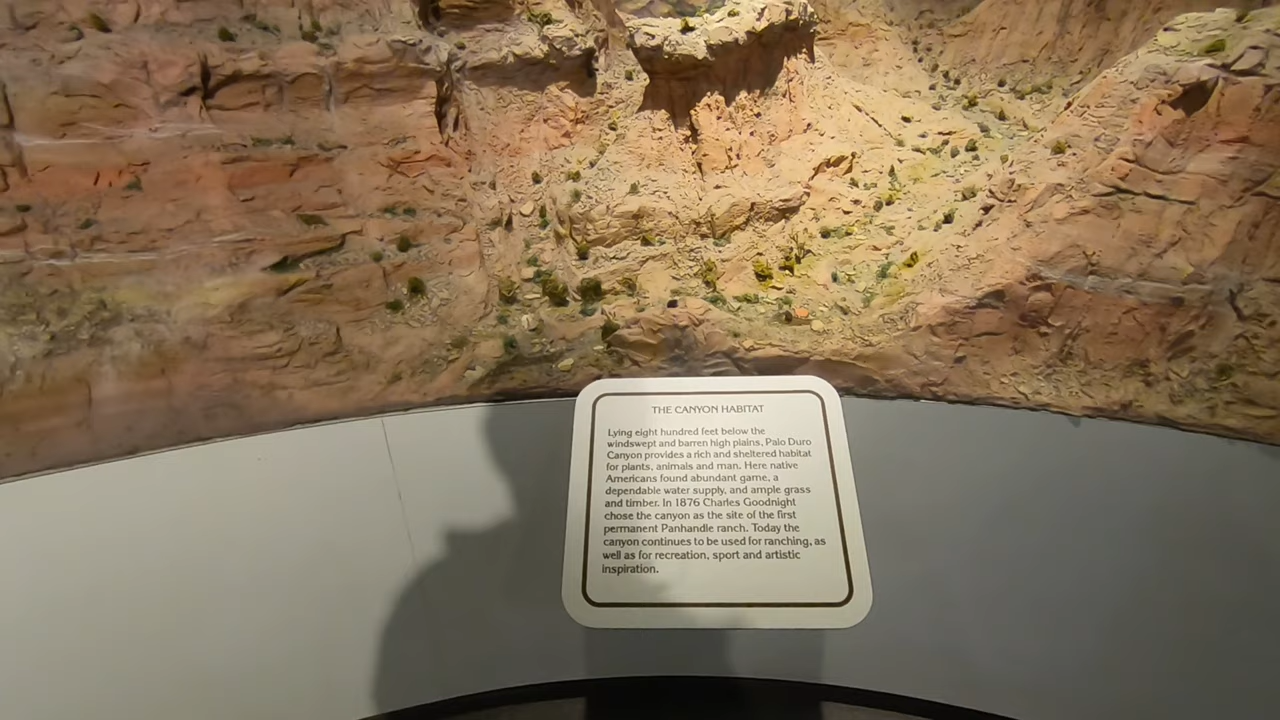 THE CANYON HABITAT
Lying eight hundred feet below the
windswept and barren high plains, Palo Duro
Canyon provides a rich and sheltered habitat
for plants, animals and man. Here native
Americans found abundant game, a
dependable water supply, and ample grass
and timber. In 1876 Charles Goodnight
chose the canyon as the site of the first
permanent Panhandle ranch. Today the
canyon continues to be used for ranching, as
well as for recreation, sport and artistic
inspiration.